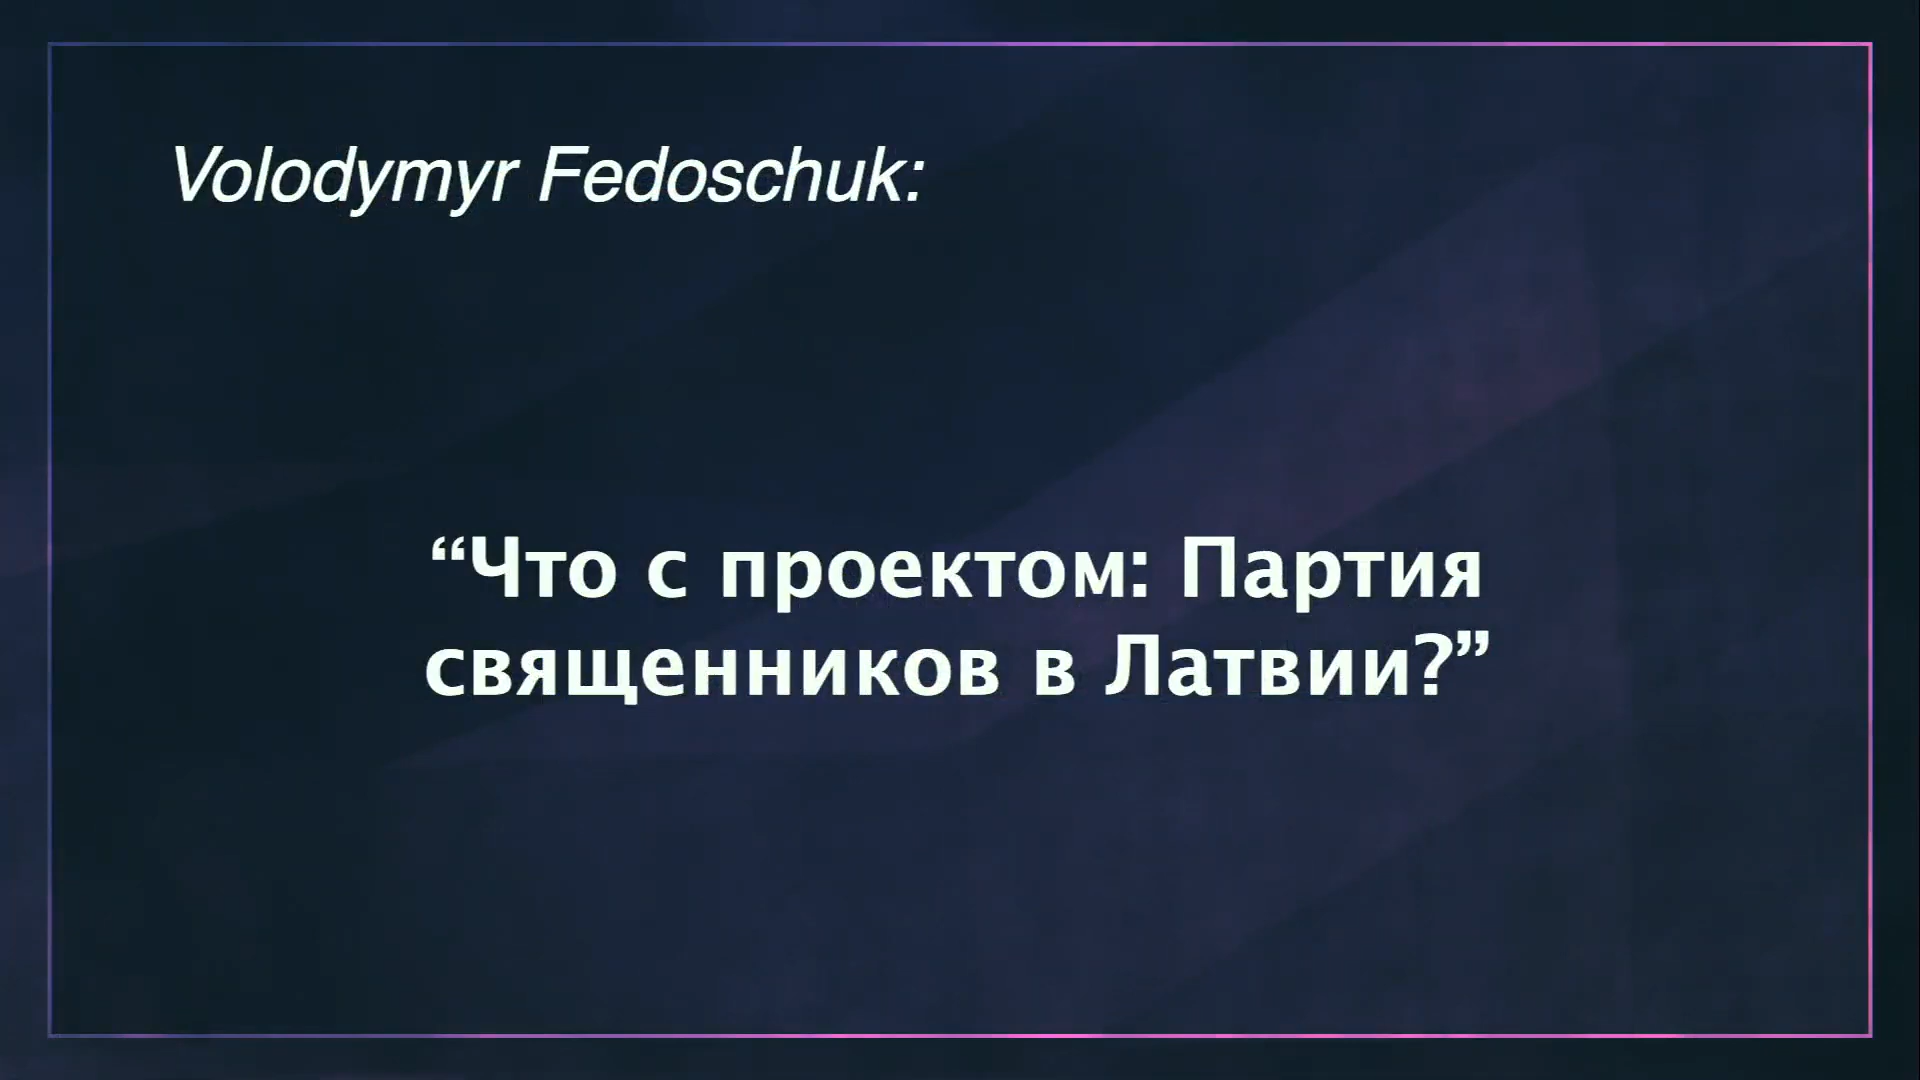 Volodymyr Fedoschuk:
“Что с проектом: Партия
священников в Латвии?”